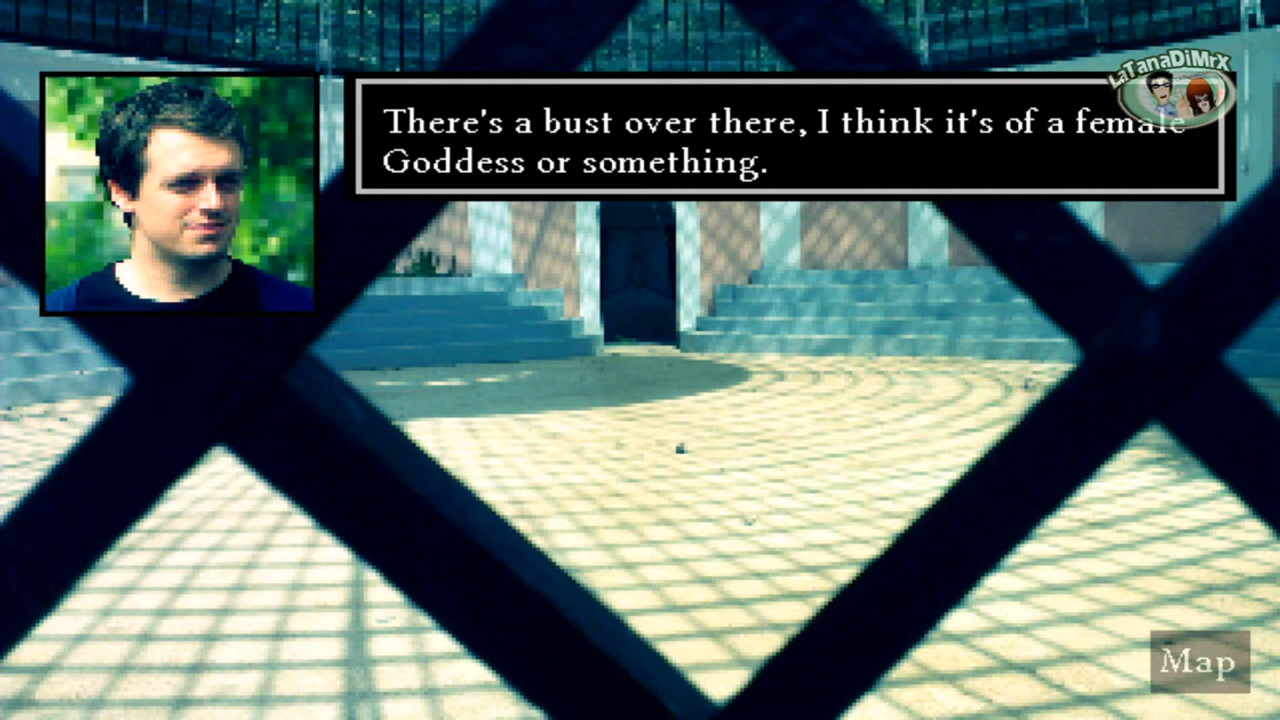 LaTanaDiMrX
There's a bust over there, I think it's of a female
Goddess or something.
Map